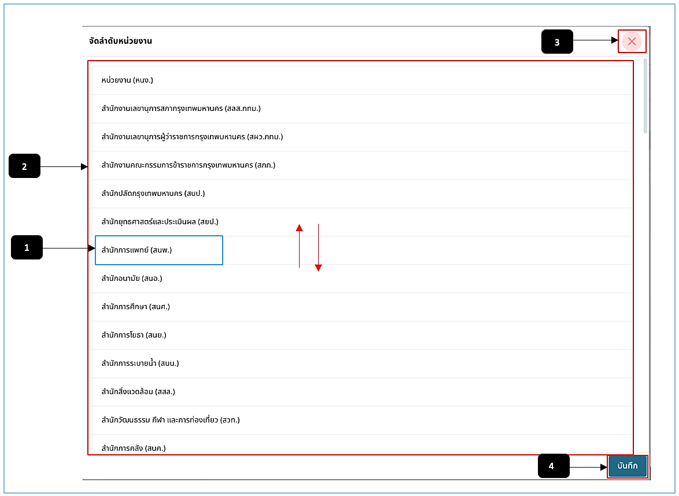 จัดลำดับหน่วยงาน
3
หน่วยงาน (หนง.)
สำนักงานเลขานุการสภากรุงเทพมหานคร (สลส.กทม.)
สำนักงานเลขานุการผู้ว่าราชการกรุงเทพมหานคร (สผว.กทม.)
2
สำนักงานคณะกรรมการข้าราชการกรุงเทพมหานคร (สกก.)
สำนักปลัดกรุงเทพมหานคร (สนป.)
สำนักยุทธศาสตร์และประเมินผล (สยป.)
1
สำนักการแพทย์ (สนพ.)
สำนักอนามัย (สนอ.)
สำนักการศึกษา (สนศ.)
สำนักการโยธา (สนย.)
สำนักการระบายน้ำ (สนน.)
สำนักสิ่งแวดล้อม (สสล.)
สำนักวัฒนธรรม กีฬา และการท่องเที่ยว (สวท.)
สำนักการคลัง (สนค.)
4
บันทึก